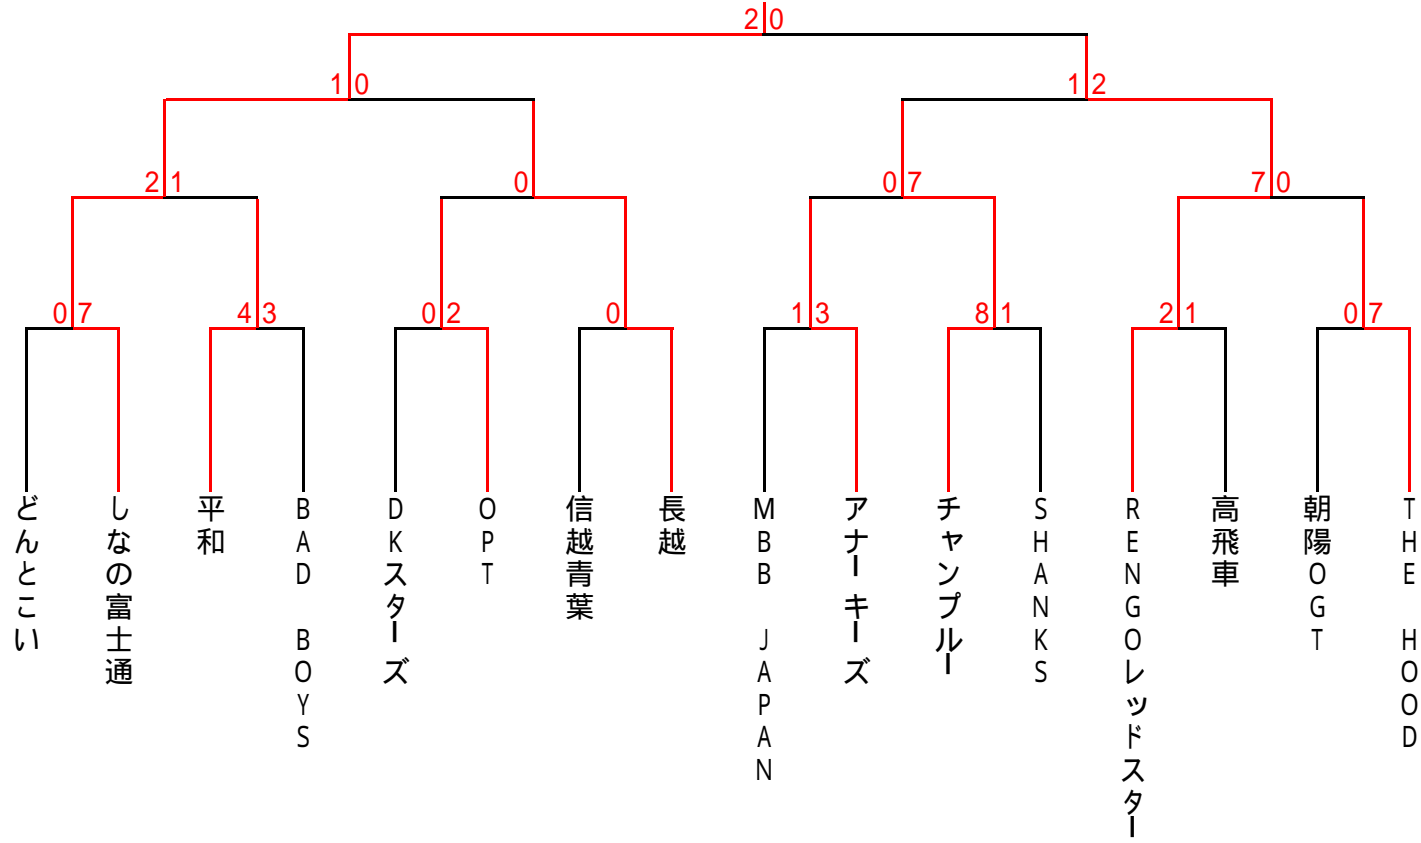 2 0
1 0
1 2
2 1
0
0 7
7 0
0 7
4 3
0 2
0
1 3
8 1
2 1
0 7
どんとこい
しなの富士通
平和
BAD BOYS
DKスターズ
OPT
信越青葉
長越
MBB JAPAN
アナーキーズ
チャンプルー
SHANKS
RENGOレッドスター
高飛車
朝陽OGT
THE HOOD